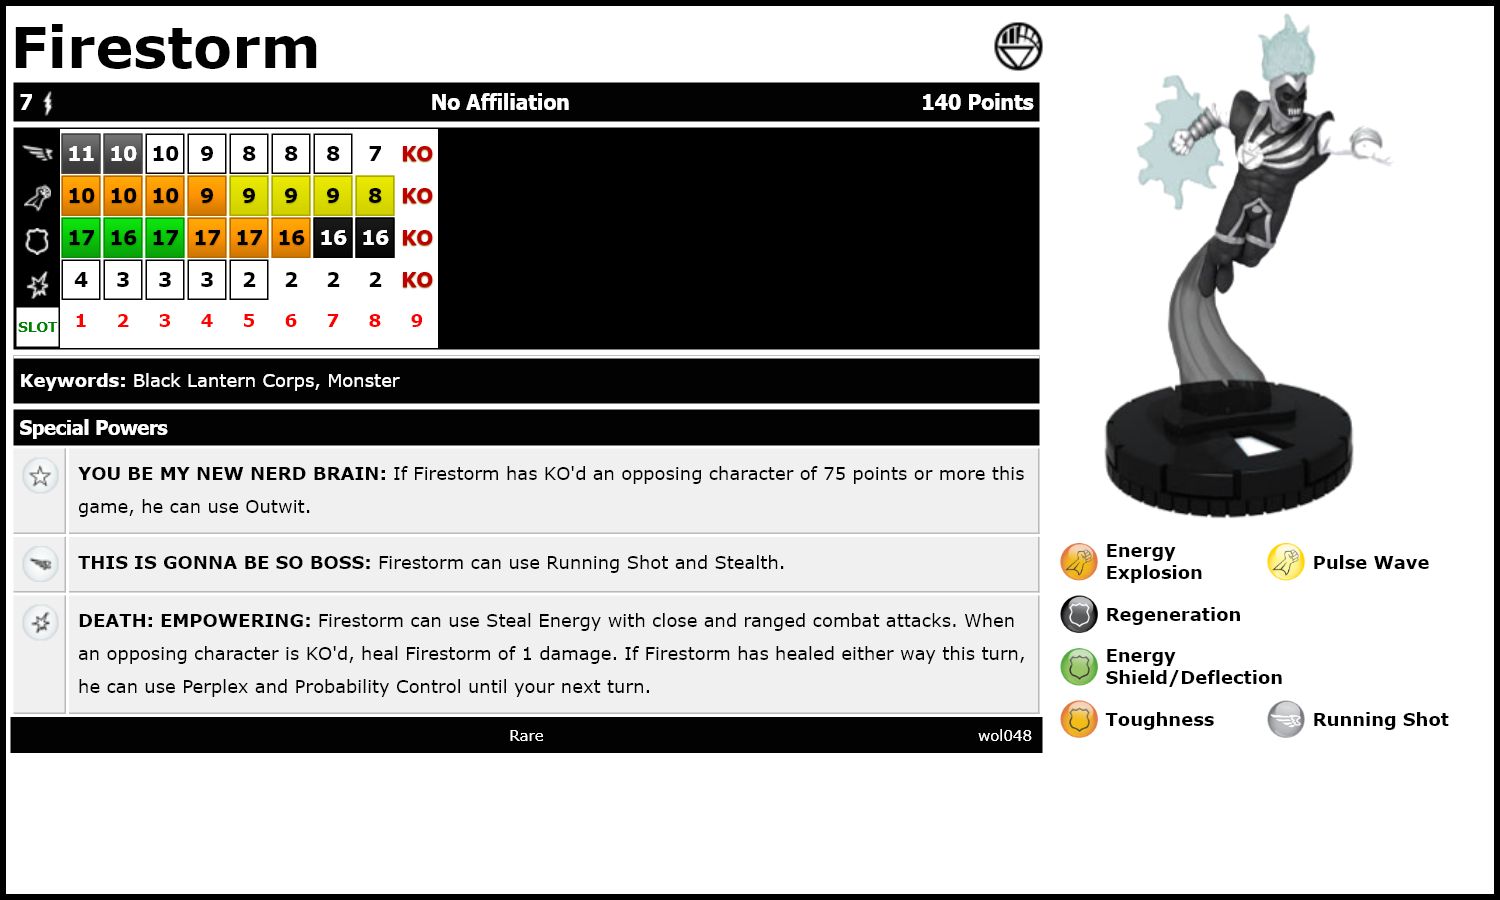 Firestorm
7 No Affiliation 140 Points
11 10 10 9 8 8 8 7 KO
10 10 10 9 9 9 9 8 KO
17 16 17 17 17 16 16 16 KO
4 3 3 3 2 2 2 2 KO
SLOT 1 2 3 4 5 6 7 8 9
Keywords: Black Lantern Corps, Monster
Special Powers
YOU BE MY NEW NERD BRAIN: If Firestorm has KO'd an opposing character of 75 points or more this
game, he can use Outwit.
THIS IS GONNA BE SO BOSS: Firestorm can use Running Shot and Stealth.
DEATH: EMPOWERING: Firestorm can use Steal Energy with close and ranged combat attacks. When
an opposing character is KO'd, heal Firestorm of 1 damage. If Firestorm has healed either way this turn,
he can use Perplex and Probability Control until your next turn.
Rare wol048
Energy
Explosion
Pulse Wave
Regeneration
Energy
Shield/Deflection
Toughness
Running Shot